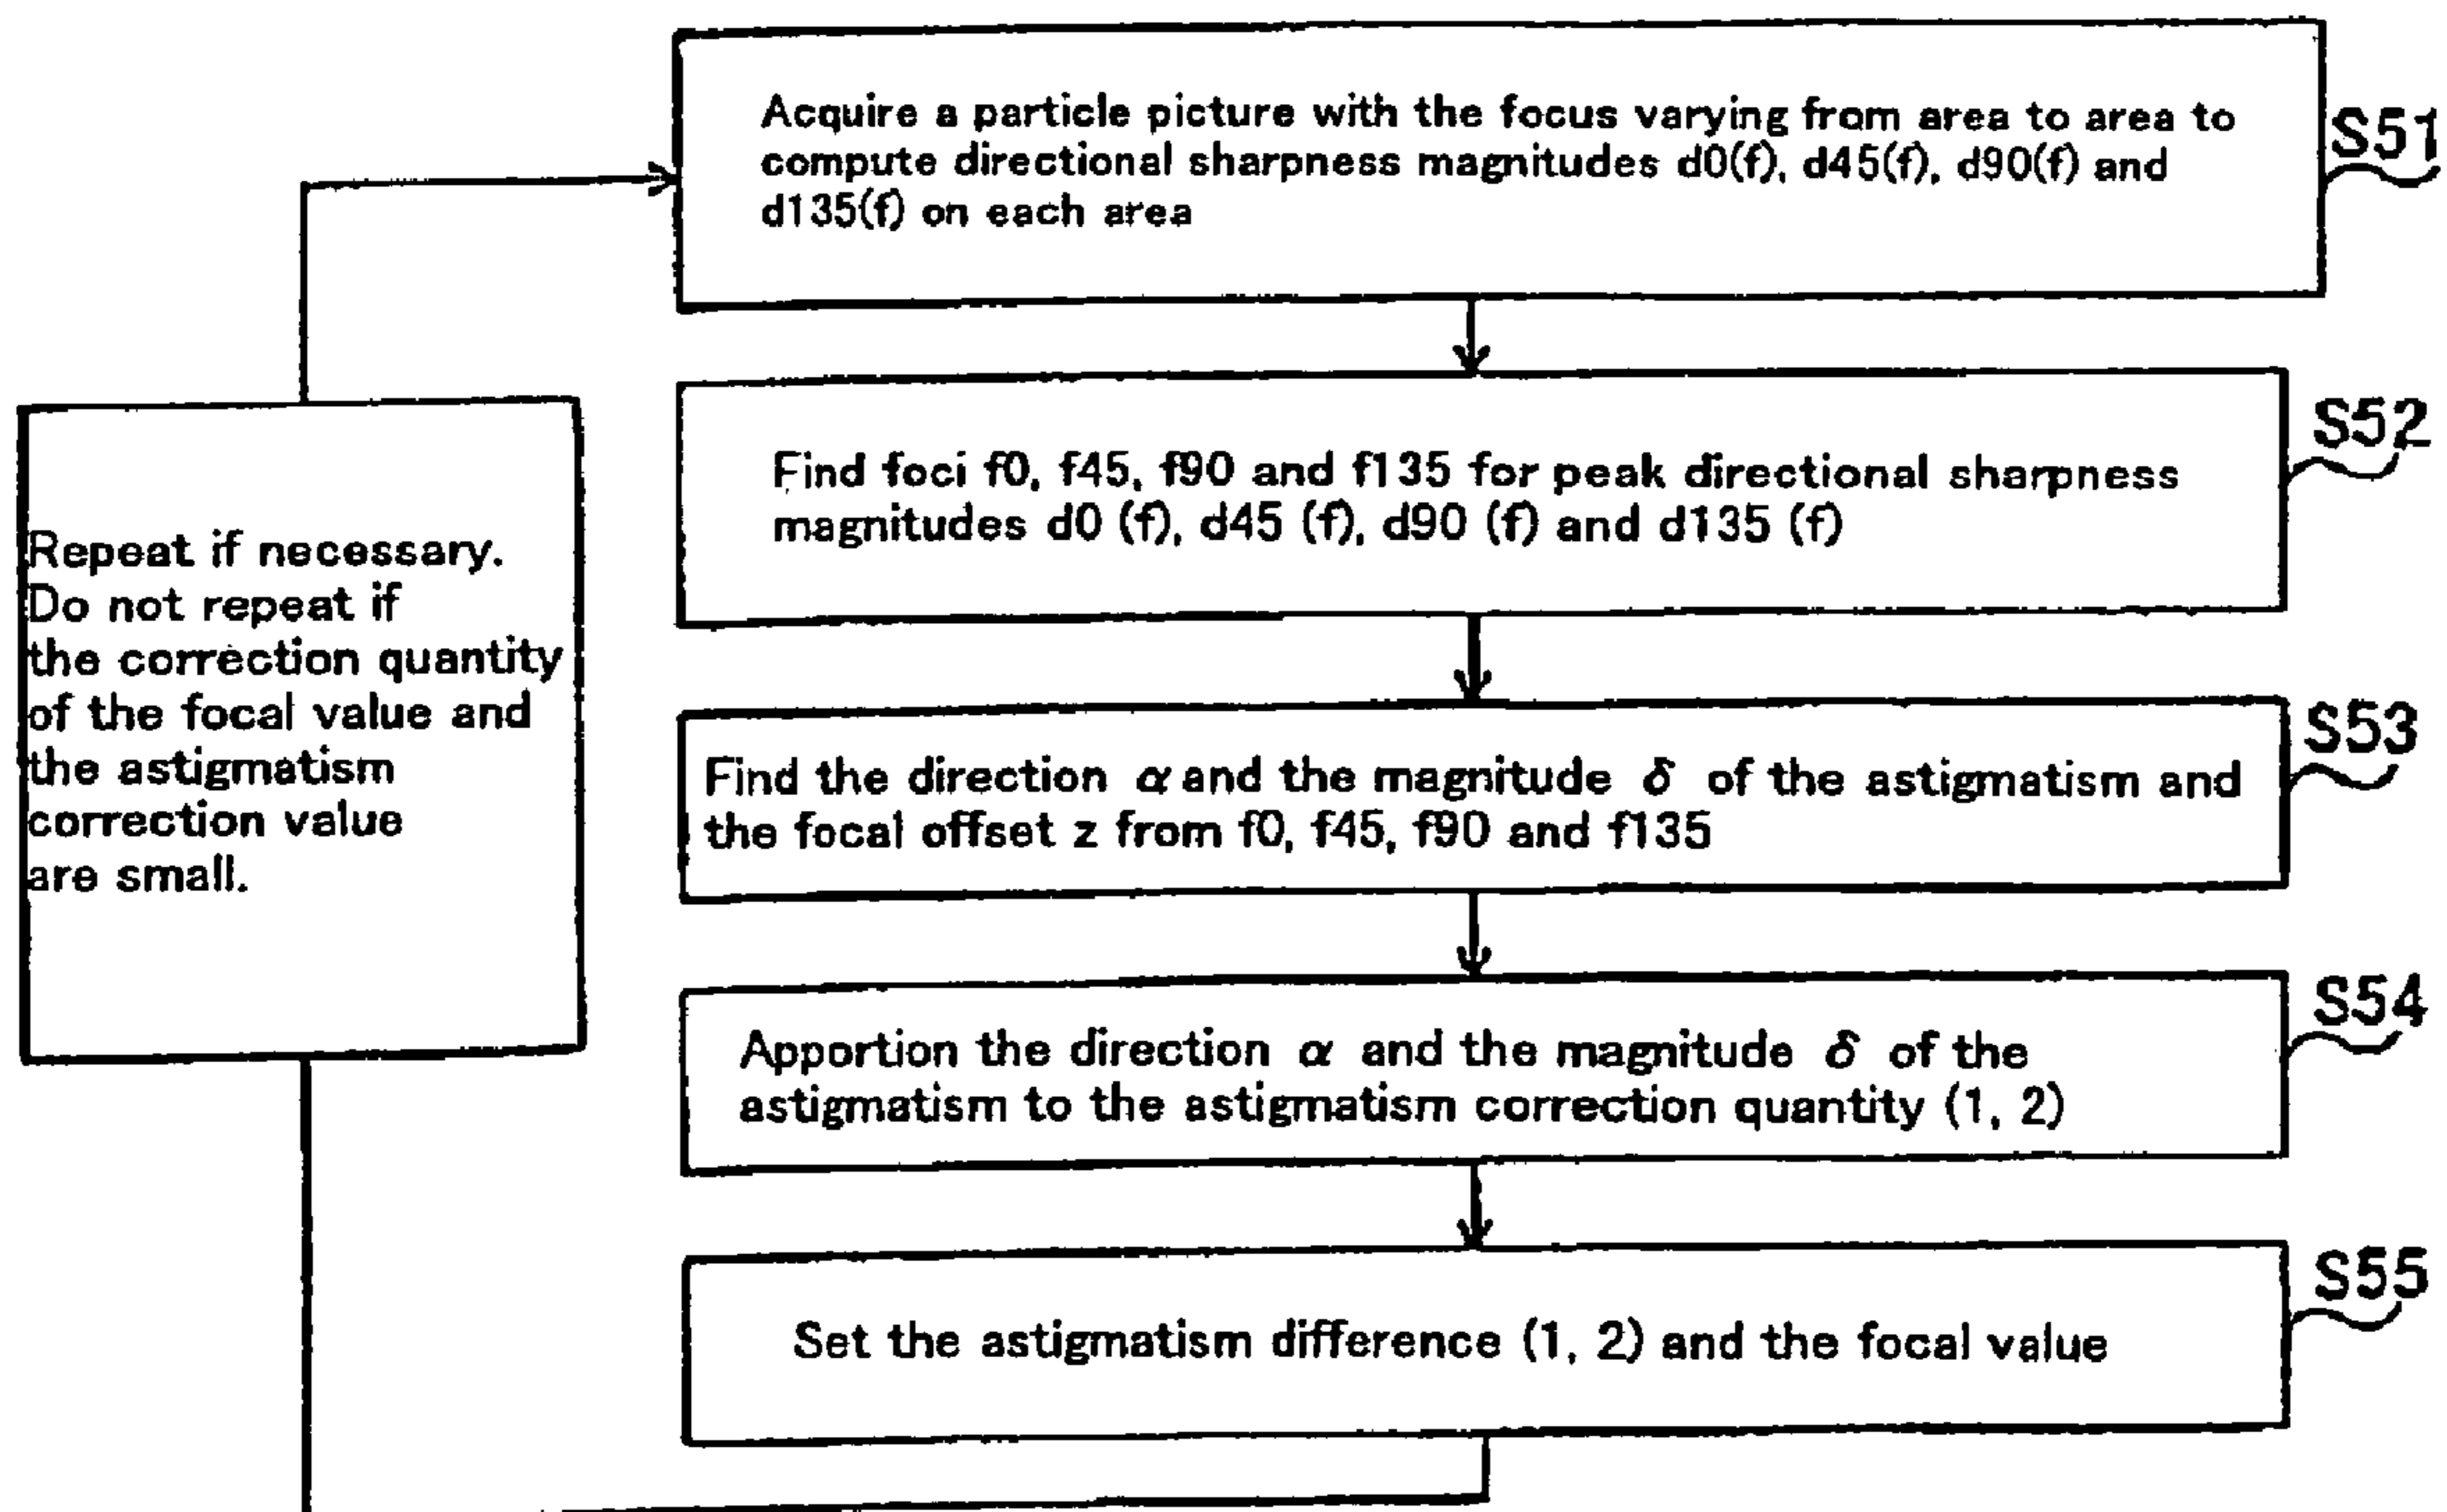 Acquire a particle picture with the focus varying from area to area to
compute directional sharpness magnitudes d0(f), d45(f), d90(f) and
d135(f) on each area
S51
Find foci f0, f45, f90 and f135 for peak directional sharpness
magnitudes d0 (f), d45 (f), d90 (f) and d135 (f)
S52
Repeat if necessary.
Do not repeat if
the correction quantity
of the focal value and
the astigmatism
correction value
are small.
Find the direction α and the magnitude δ of the astigmatism and
the focal offset z from f0, f45, f90 and f135
S53
Apportion the direction α and the magnitude δ of the
astigmatism to the astigmatism correction quantity (1, 2)
S54
Set the astigmatism difference (1, 2) and the focal value
S55